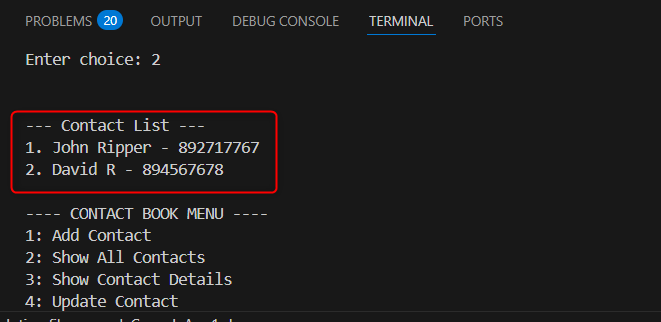 PROBLEMS 20 OUTPUT DEBUG CONSOLE TERMINAL PORTS
Enter choice: 2
--- Contact List ---
1. John Ripper - 892717767
2. David R - 894567678
---- CONTACT BOOK MENU ----
1: Add Contact
2: Show All Contacts
3: Show Contact Details
4: Update Contact